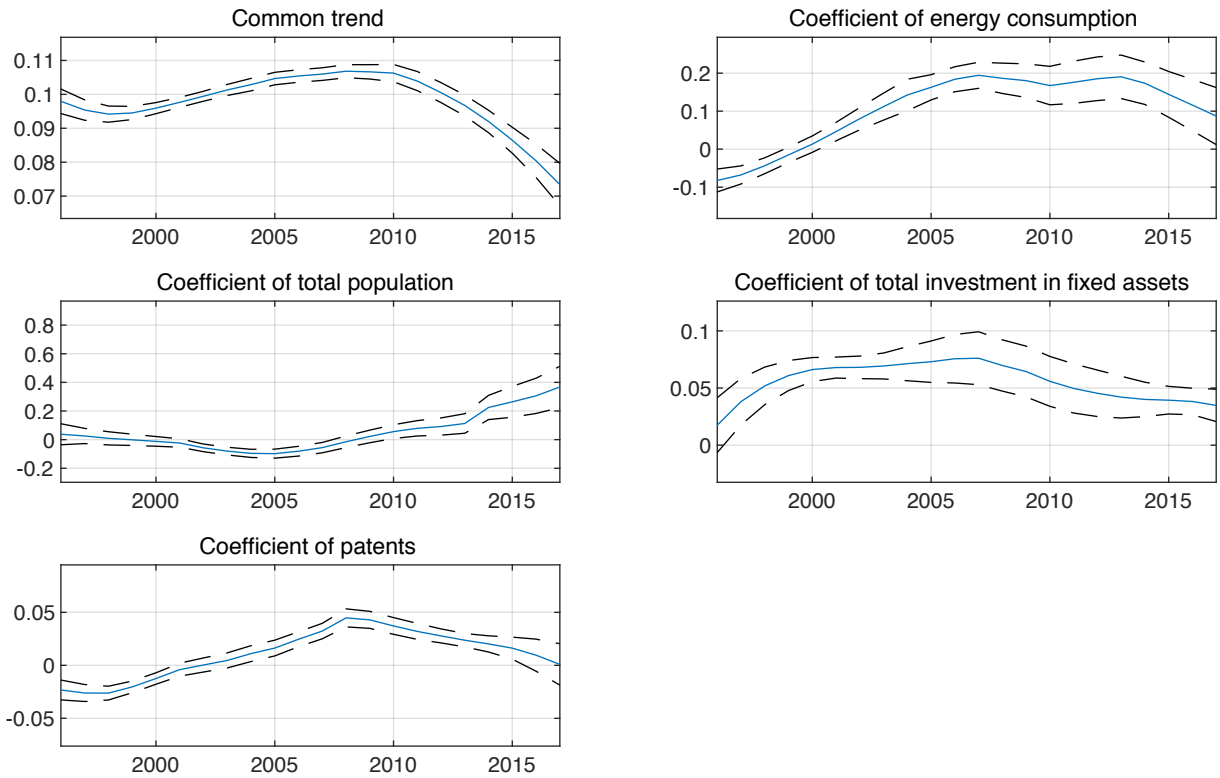 Common trend
0.11
0.1
0.09
0.08
0.07
2000 2005 2010 2015
Coefficient of energy consumption
0.2
0.1
0
-0.1
2000 2005 2010 2015
Coefficient of total population
0.8
0.6
0.4
0.2
0
-0.2
2000 2005 2010 2015
Coefficient of total investment in fixed assets
0.1
0.05
0
2000 2005 2010 2015
Coefficient of patents
0.05
0
-0.05
2000 2005 2010 2015